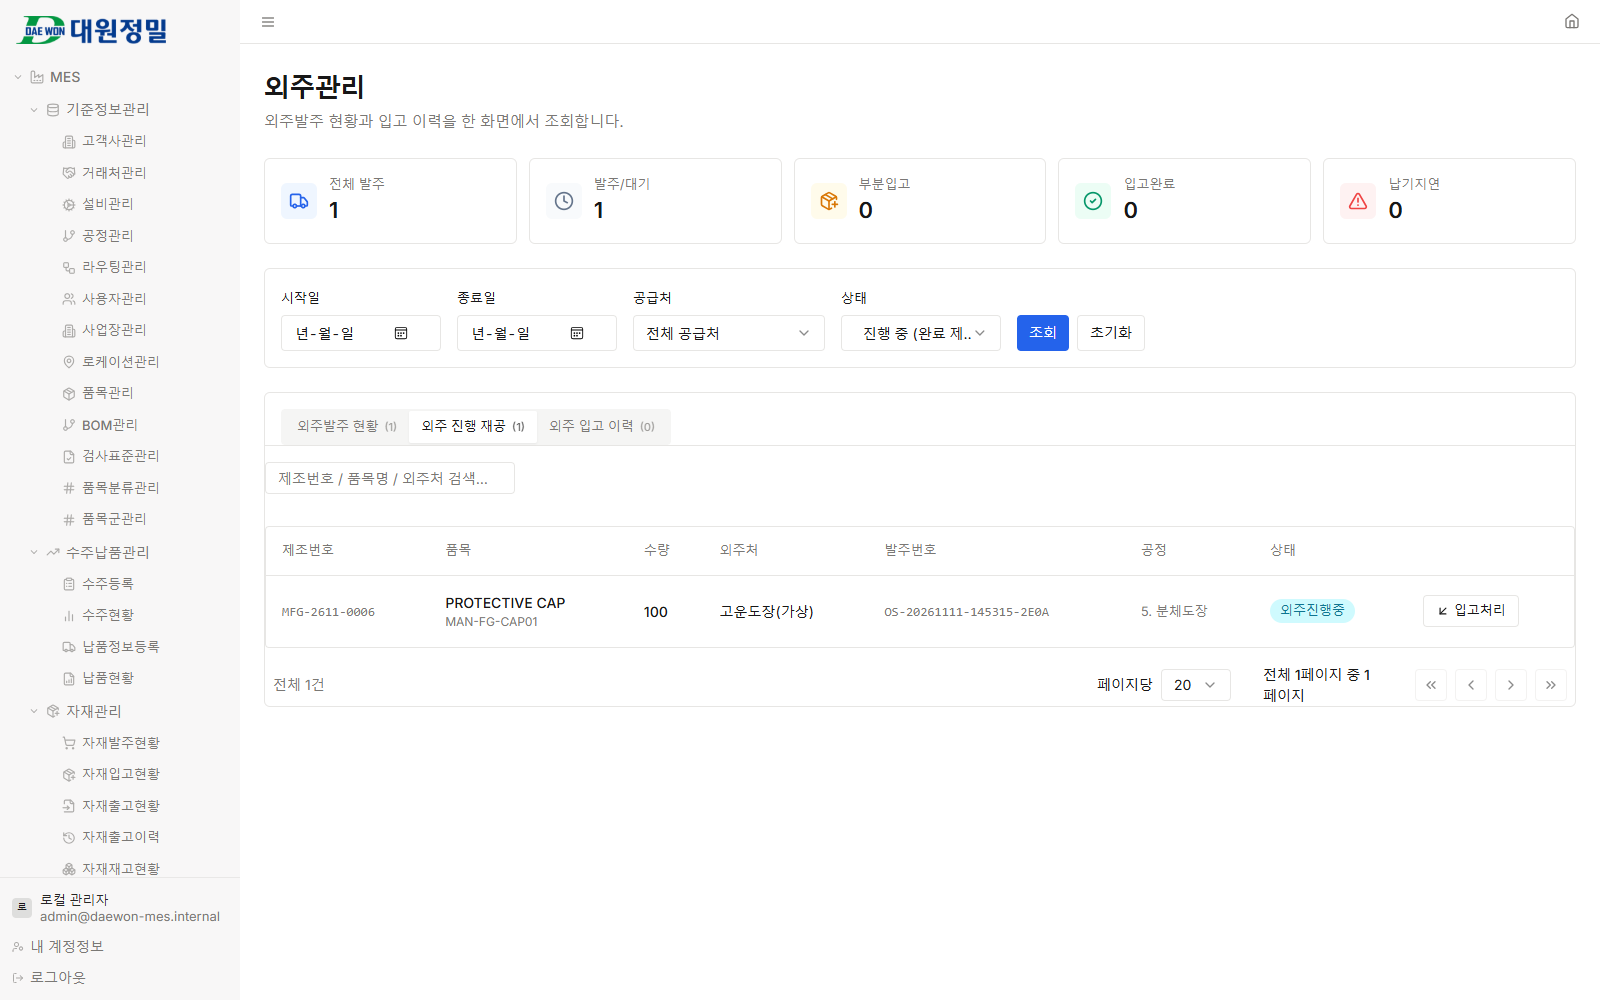 DAE WON 대원정밀
MES
기준정보관리
고객사관리
거래처관리
설비관리
공정관리
라우팅관리
사용자관리
사업장관리
로케이션관리
품목관리
BOM관리
검사표준관리
품목분류관리
품목군관리
수주납품관리
수주등록
수주현황
납품정보등록
납품현황
자재관리
자재발주현황
자재입고현황
자재출고현황
자재출고이력
자재재고현황
로 로컬 관리자
admin@daewon-mes.internal
내 계정정보
로그아웃
외주관리
외주발주 현황과 입고 이력을 한 화면에서 조회합니다.
전체 발주
1
발주/대기
1
부분입고
0
입고완료
0
납기지연
0
시작일 종료일 공급처 상태
년-월-일 년-월-일 전체 공급처 진행 중 (완료 제.. 조회 초기화
외주발주 현황 (1) 외주 진행 재공 (1) 외주 입고 이력 (0)
제조번호 / 품목명 / 외주처 검색...
제조번호 품목 수량 외주처 발주번호 공정 상태
MFG-2611-0006 PROTECTIVE CAP 100 고운도장(가상) OS-20261111-145315-2E0A 5. 분체도장 외주진행중 입고처리
MAN-FG-CAP01
전체 1건 페이지당 20 전체 1페이지 중 1
페이지